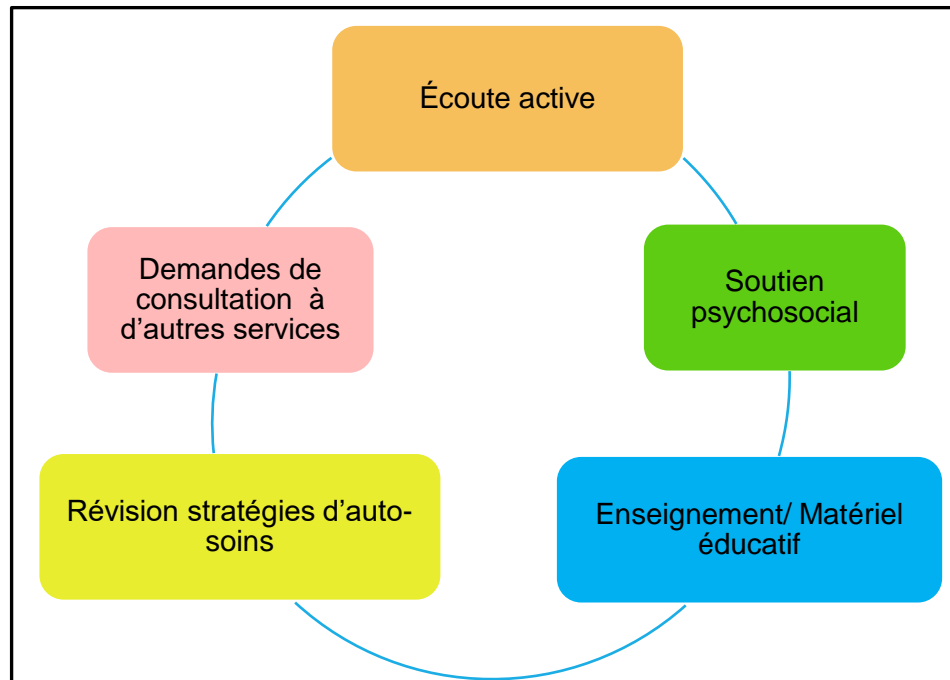 Écoute active
Soutien
psychosocial
Enseignement/ Matériel
éducatif
Révision stratégies d'auto-
soins
Demandes de
consultation  à
d'autres services